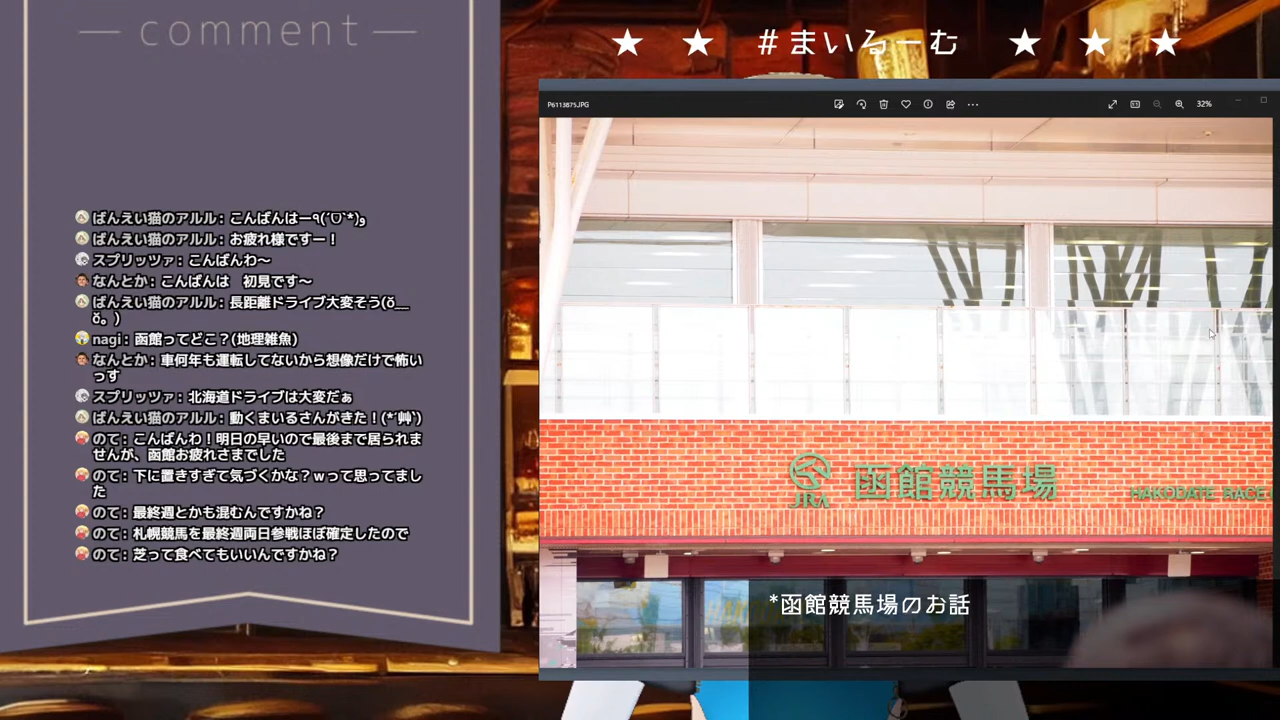 comment
ばんえい猫のアルル: こんばんはー٩(ˊᗜˋ*)و
ばんえい猫のアルル: お疲れ様ですー！
スプリッツァ: こんばんわ〜
なんとか: こんばんは　初見です〜
ばんえい猫のアルル: 長距離ドライブ大変そう(ŏ﹏
ŏ。)
nagi: 函館ってどこ？(地理雑魚)
なんとか: 車何年も運転してないから想像だけで怖い
っす
スプリッツァ: 北海道ドライブは大変だぁ
ばんえい猫のアルル: 動くまいるさんがきた！(*´艸`)
のて: こんばんわ！明日の早いので最後まで居られま
せんが、函館お疲れさまでした
のて: 下に置きすぎて気づくかな？ｗって思ってまし
た
のて: 最終週とかも混むんですかね？
のて: 札幌競馬を最終週両日参戦ほぼ確定したので
のて: 芝って食べてもいいんですかね？
★ ★ #まいるーむ ★ ★ ★
P6113875.JPG
32%
JRA 函館競馬場
HAKODATE RACE
*函館競馬場のお話